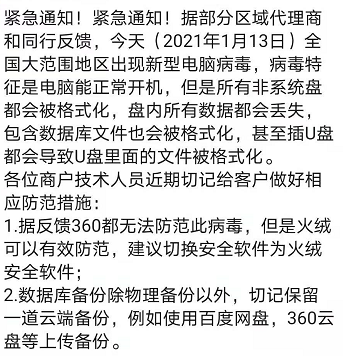 紧急通知！紧急通知！据部分区域代理商
和同行反馈，今天（2021年1月13日）全
国大范围地区出现新型电脑病毒，病毒特
征是电脑能正常开机，但是所有非系统盘
都会被格式化，盘内所有数据都会丢失，
包含数据库文件也会被格式化，甚至插U盘
都会导致U盘里面的文件被格式化。
各位商户技术人员近期切记给客户做好相
应防范措施：
1.据反馈360都无法防范此病毒，但是火绒
可以有效防范，建议切换安全软件为火绒
安全软件；
2.数据库备份除物理备份以外，切记保留
一道云端备份，例如使用百度网盘，360云
盘等上传备份。